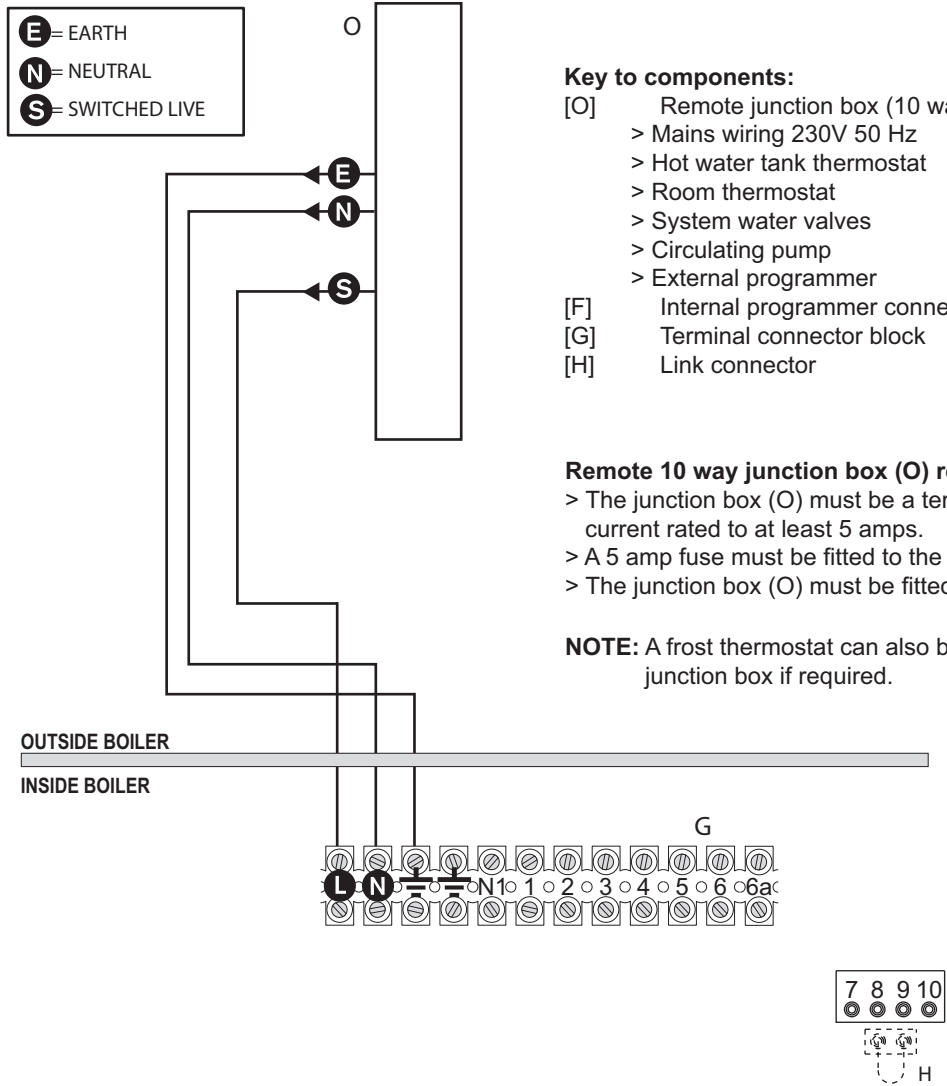 E = EARTH
N = NEUTRAL
S = SWITCHED LIVE
O
Key to components:
[O] Remote junction box (10
> Mains wiring 230V 50 Hz
> Hot water tank thermostat
> Room thermostat
> System water valves
> Circulating pump
> External programmer
[F] Internal programmer
[G] Terminal connector block
[H] Link connector
E
N
S
Remote 10 way junction box (O)
> The junction box (O) must be a
current rated to at least 5 amps.
> A 5 amp fuse must be fitted to the
> The junction box (O) must be fitted
NOTE: A frost thermostat can also
junction box if required.
OUTSIDE BOILER
INSIDE BOILER
G
L N N1 1 2 3 4 5 6 6a
7 8 9 10
H